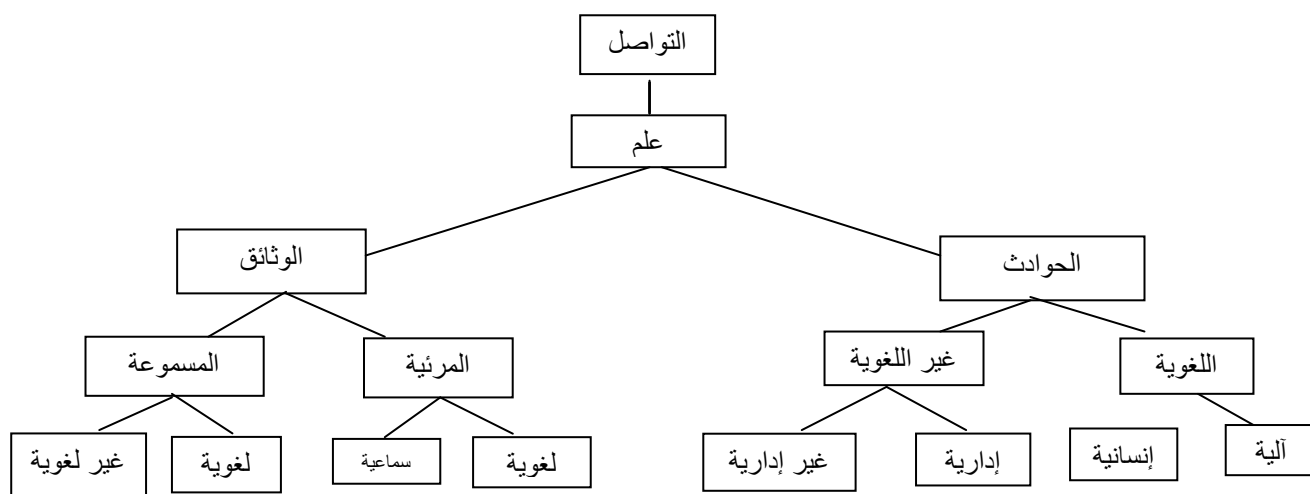 التواصل
علم
الحوادث
الوثائق
اللغوية
غير اللغوية
المرئية
المسموعة
آلية
إنسانية
إدارية
غير إدارية
لغوية
سماعية
لغوية
غير لغوية